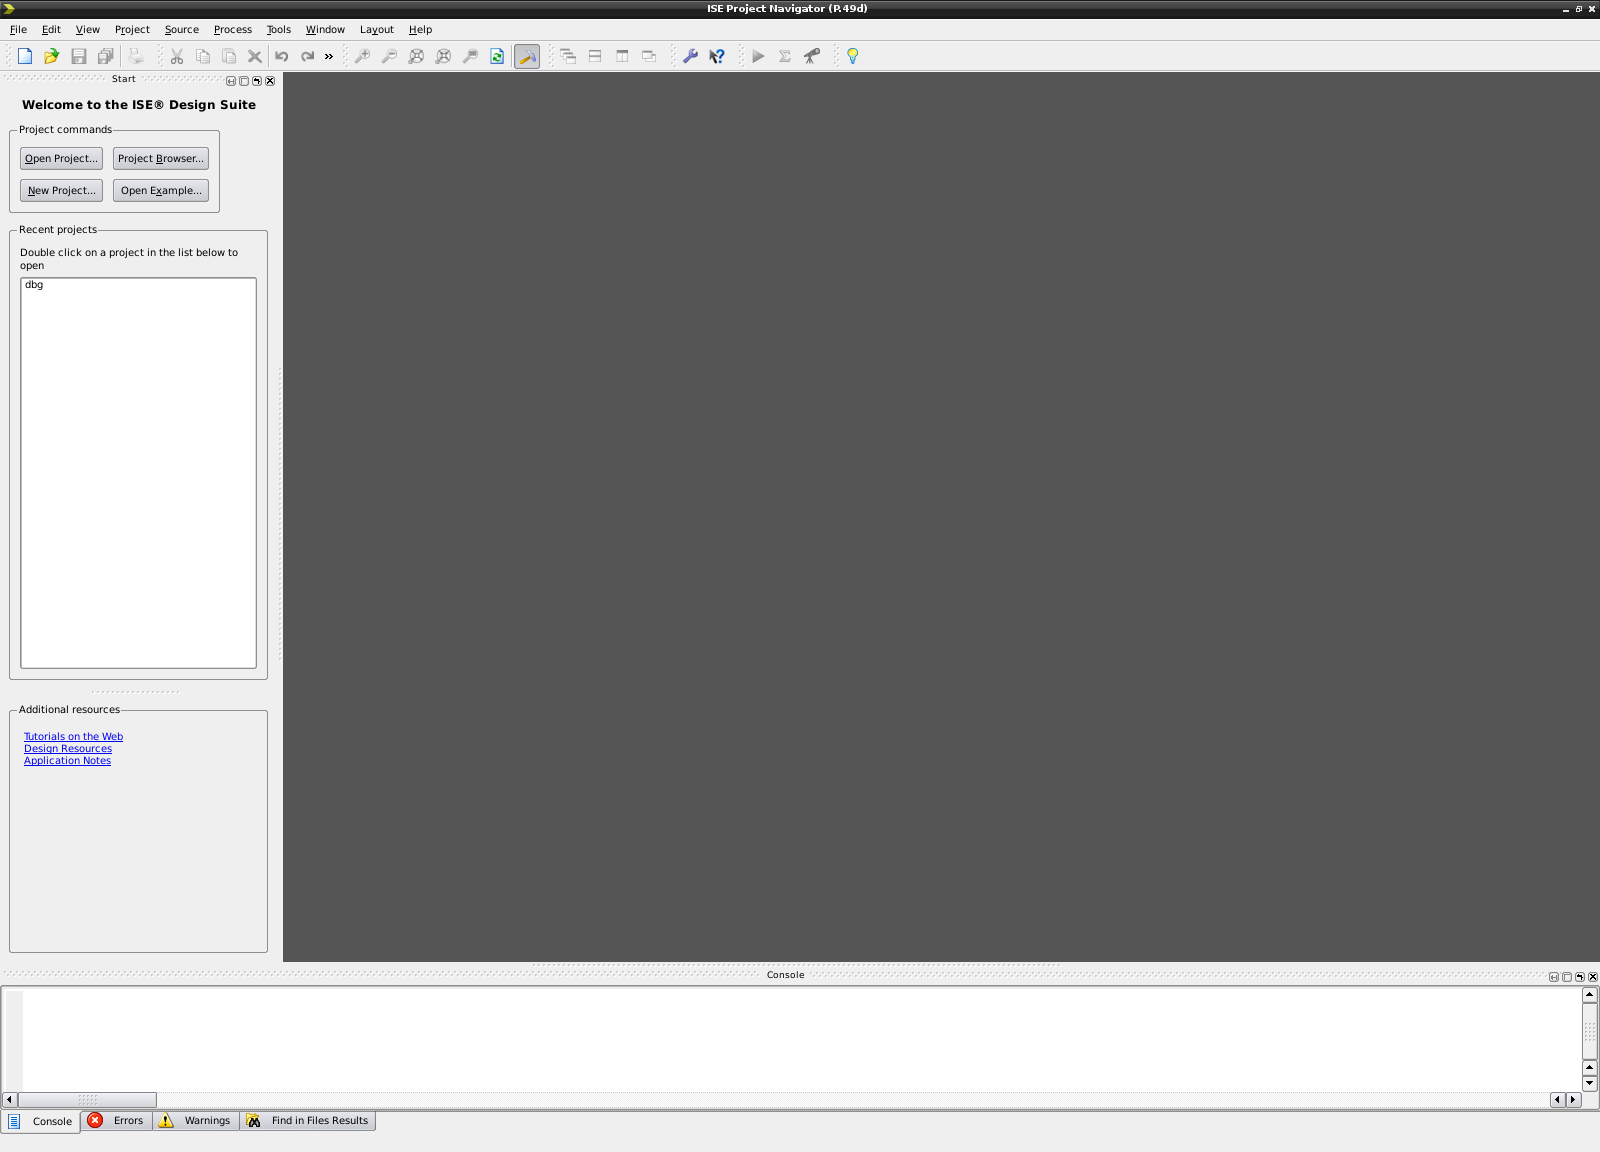 ISE Project Navigator (P.49d)
File Edit View Project Source Process Tools Window Layout Help
Start
Welcome to the ISE® Design Suite
Project commands
Open Project... Project Browser...
New Project... Open Example...
Recent projects
Double click on a project in the list below to
open
dbg
Additional resources
Tutorials on the Web
Design Resources
Application Notes
Console
Console Errors Warnings Find in Files Results